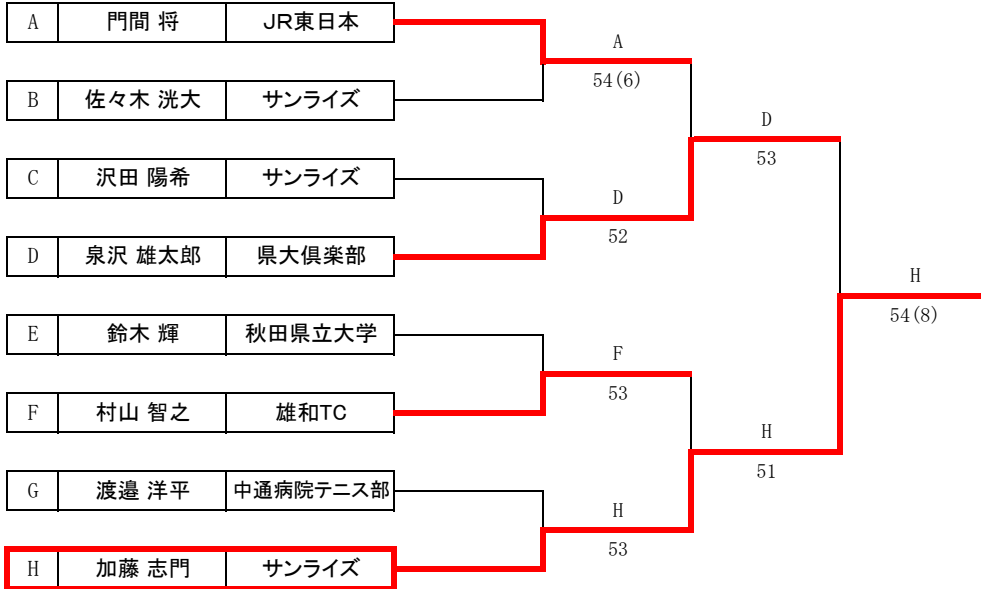 A 門間 将 JR東日本
A
54(6)
B 佐々木 洸大 サンライズ
D
53
C 沢田 陽希 サンライズ
D
52
D 泉沢 雄太郎 県大倶楽部
H
54(8)
E 鈴木 輝 秋田県立大学
F
53
F 村山 智之 雄和TC
H
51
G 渡邉 洋平 中通病院テニス部
H
53
H 加藤 志門 サンライズ